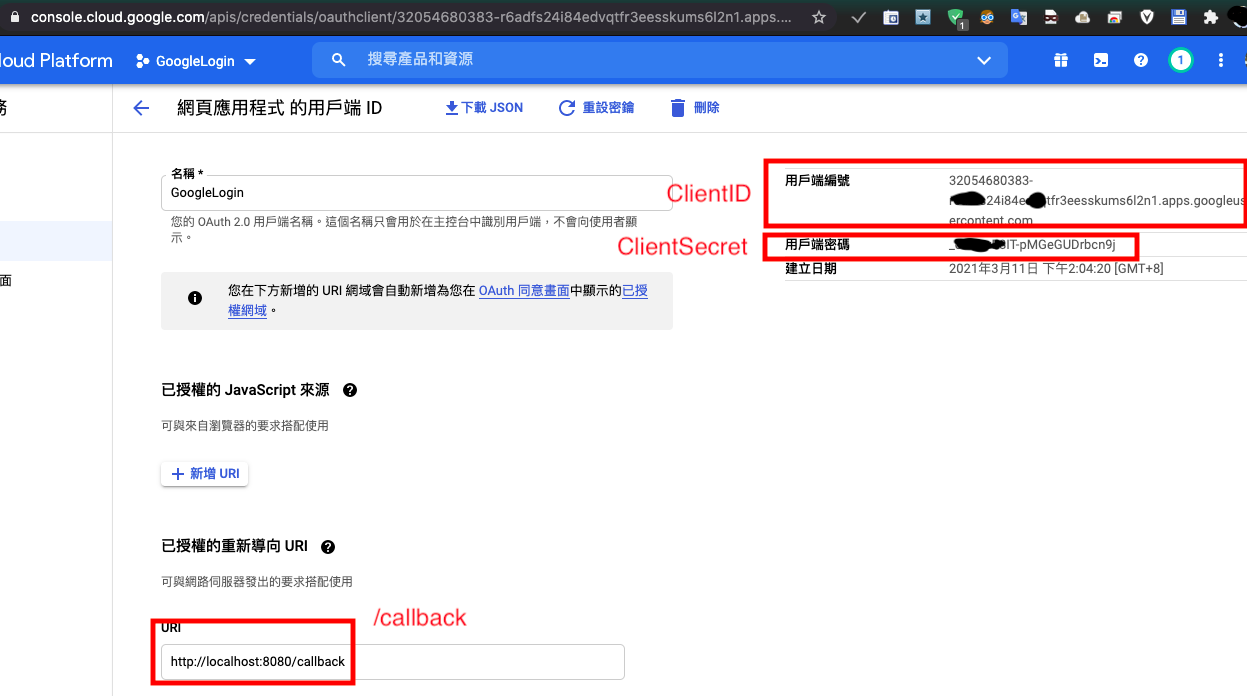 console.cloud.google.com/apis/credentials/oauthclient/32054680383-r6adfs24i84edvqtfr3eesskums6l2n1.apps....
1
loud Platform
GoogleLogin
搜尋產品和資源
1
務
網頁應用程式 的用戶端 ID
下載 JSON
重設密鑰
刪除
面
名稱 *
GoogleLogin
您的 OAuth 2.0 用戶端名稱。這個名稱只會用於在主控台中識別用戶端，不會向使用者顯
示。
您在下方新增的 URI 網域會自動新增為您在 OAuth 同意畫面中顯示的已授
權網域。
ClientID
用戶端編號
32054680383-
24i84e tfr3eesskums6l2n1.apps.googleus
ercontent.com
ClientSecret
用戶端密碼
IT-pMGeGUDrbcn9j
建立日期
2021年3月11日 下午2:04:20 [GMT+8]
已授權的 JavaScript 來源
可與來自瀏覽器的要求搭配使用
新增 URI
已授權的重新導向 URI
可與網路伺服器發出的要求搭配使用
/callback
URI
http://localhost:8080/callback